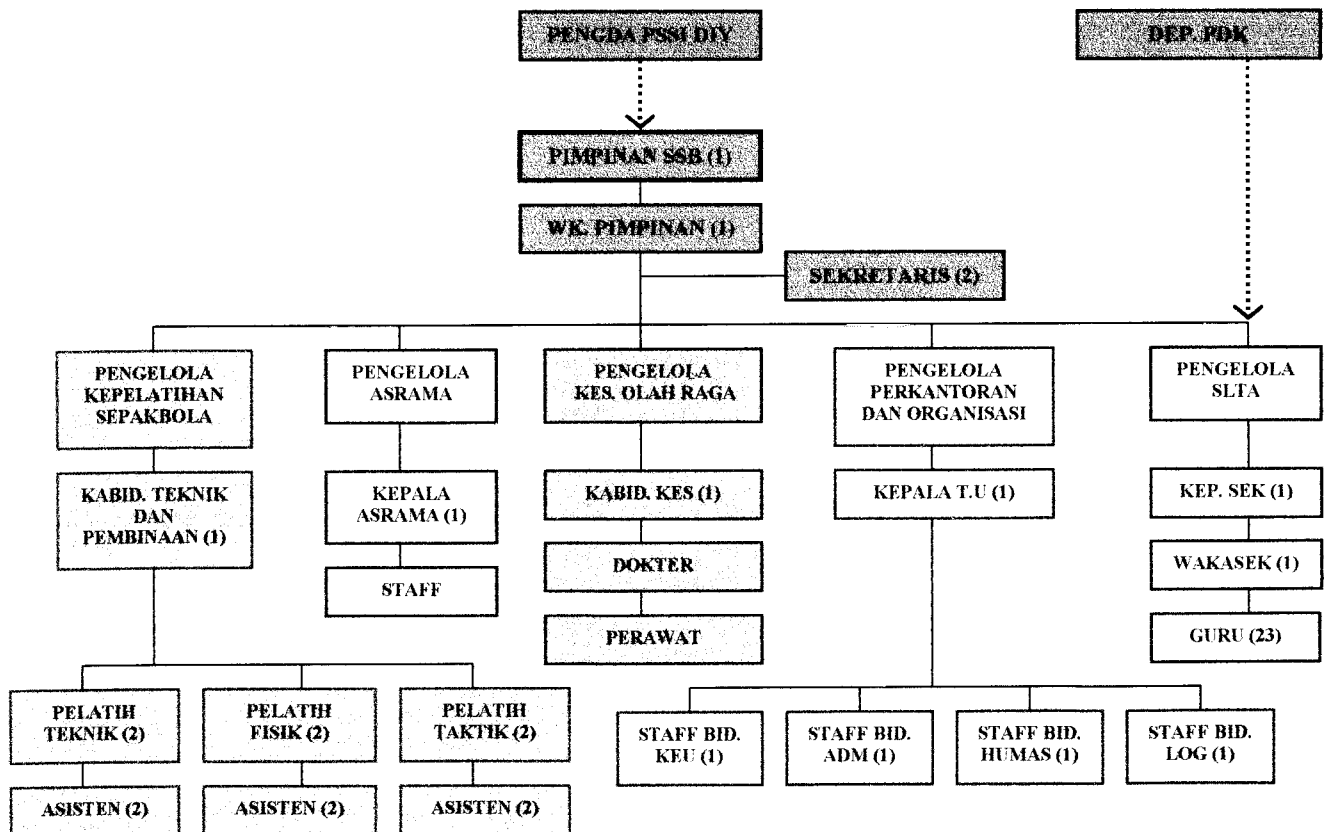 PENGDA PSSI DIY
DEP. PDK
PIMPINAN SSB (1)
WK. PIMPINAN (1)
SEKRETARIS (2)
PENGELOLA
KEPELATIHAN
SEPAKBOLA
PENGELOLA
ASRAMA
PENGELOLA
KES. OLAH RAGA
PENGELOLA
PERKANTORAN
DAN ORGANISASI
PENGELOLA
SLTA
KABID. TEKNIK
DAN
PEMBINAAN (1)
KEPALA
ASRAMA (1)
KABID. KES (1)
KEPALA T.U (1)
KEP. SEK (1)
STAFF
DOKTER
WAKASEK (1)
PERAWAT
GURU (23)
PELATIH
TEKNIK (2)
PELATIH
FISIK (2)
PELATIH
TAKTIK (2)
STAFF BID.
KEU (1)
STAFF BID.
ADM (1)
STAFF BID.
HUMAS (1)
STAFF BID.
LOG (1)
ASISTEN (2)
ASISTEN (2)
ASISTEN (2)